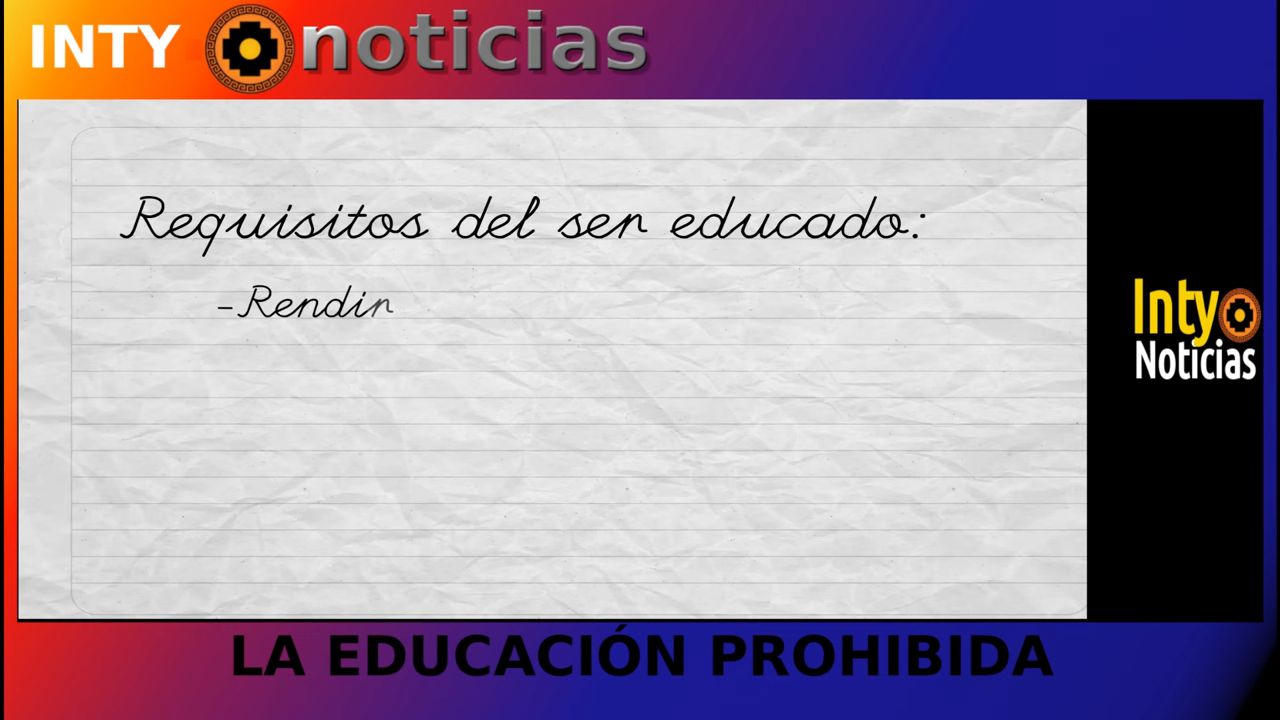 INTY noticias
Requisitos del ser educado:
-Rendir
Inty
Noticias
LA EDUCACIÓN PROHIBIDA